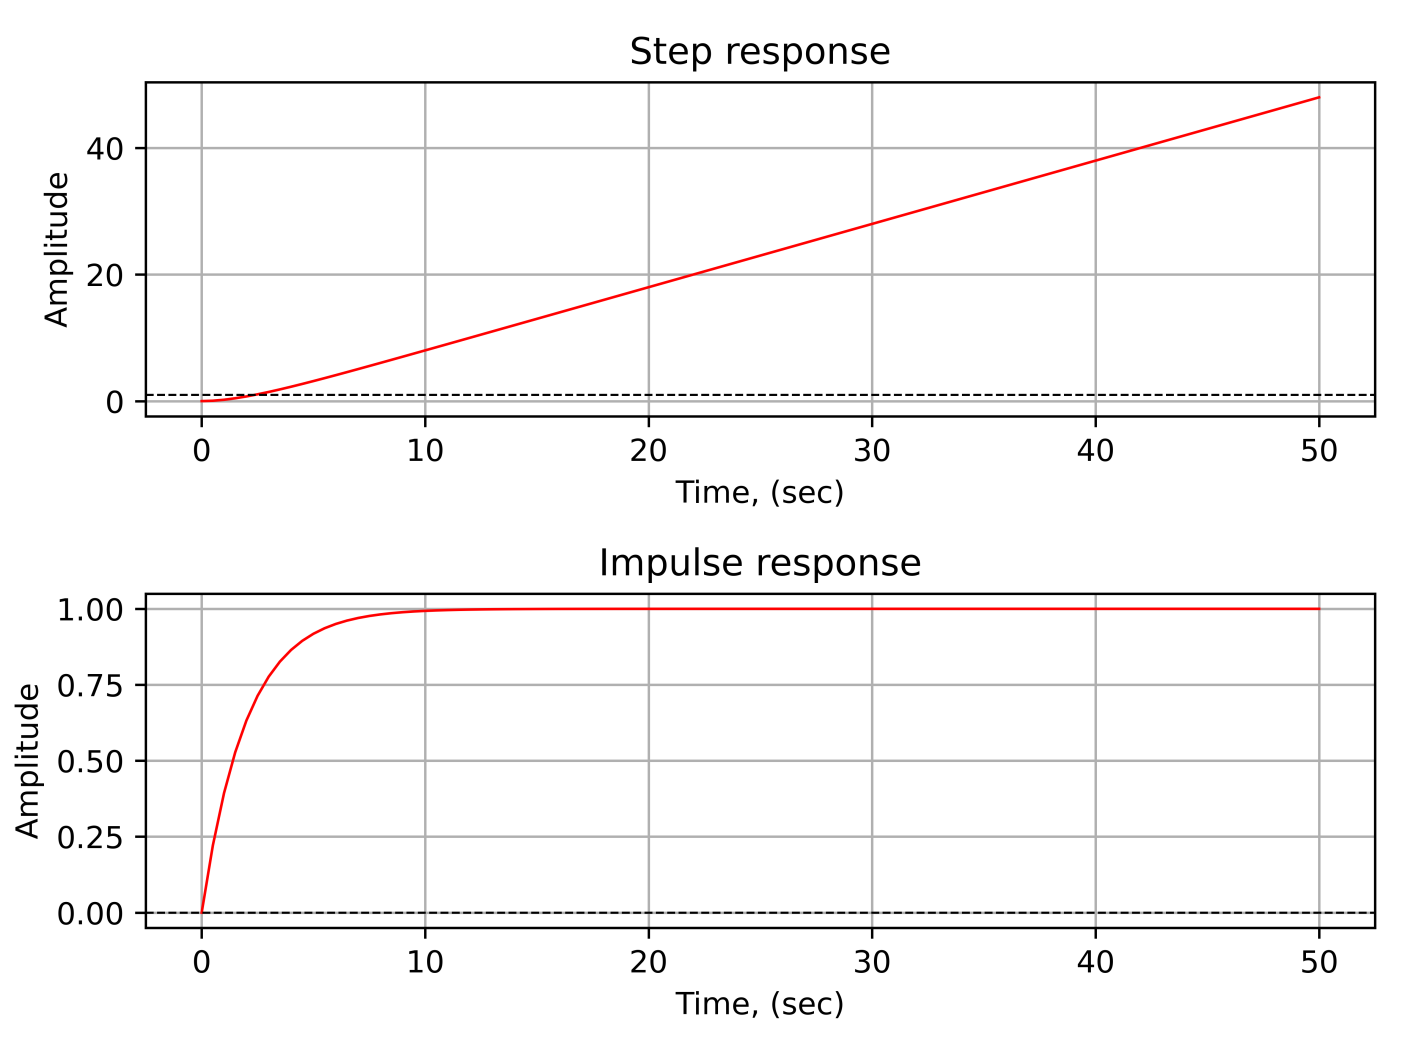 Step response
Amplitude
40
20
0
0 10 20 30 40 50
Time, (sec)
Impulse response
Amplitude
1.00
0.75
0.50
0.25
0.00
0 10 20 30 40 50
Time, (sec)